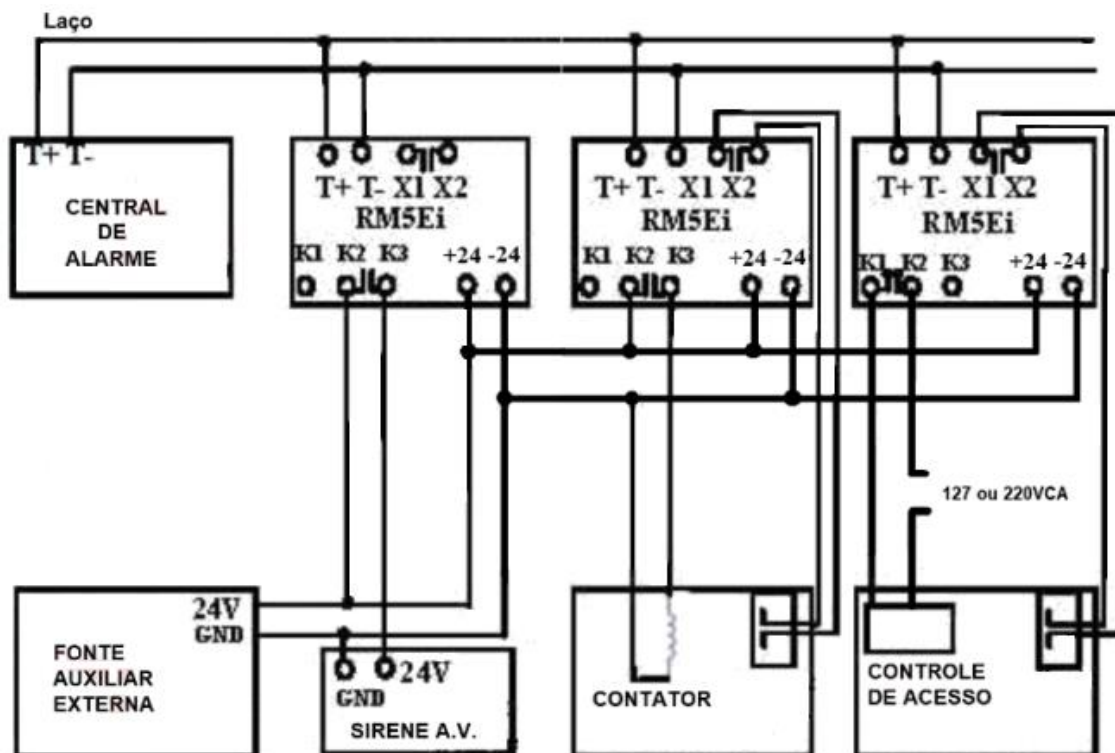 Laço
T+ T-
CENTRAL
DE
ALARME
T+ T- X1 X2
RM5Ei
K1 K2 K3 +24 -24
T+ T- X1 X2
RM5Ei
K1 K2 K3 +24 -24
T+ T- X1 X2
RM5Ei
K1 K2 K3 +24 -24
127 ou 220VCA
24V
GND
FONTE
AUXILIAR
EXTERNA
24V
GND
SIRENE A.V.
CONTATOR
CONTROLE
DE ACESSO